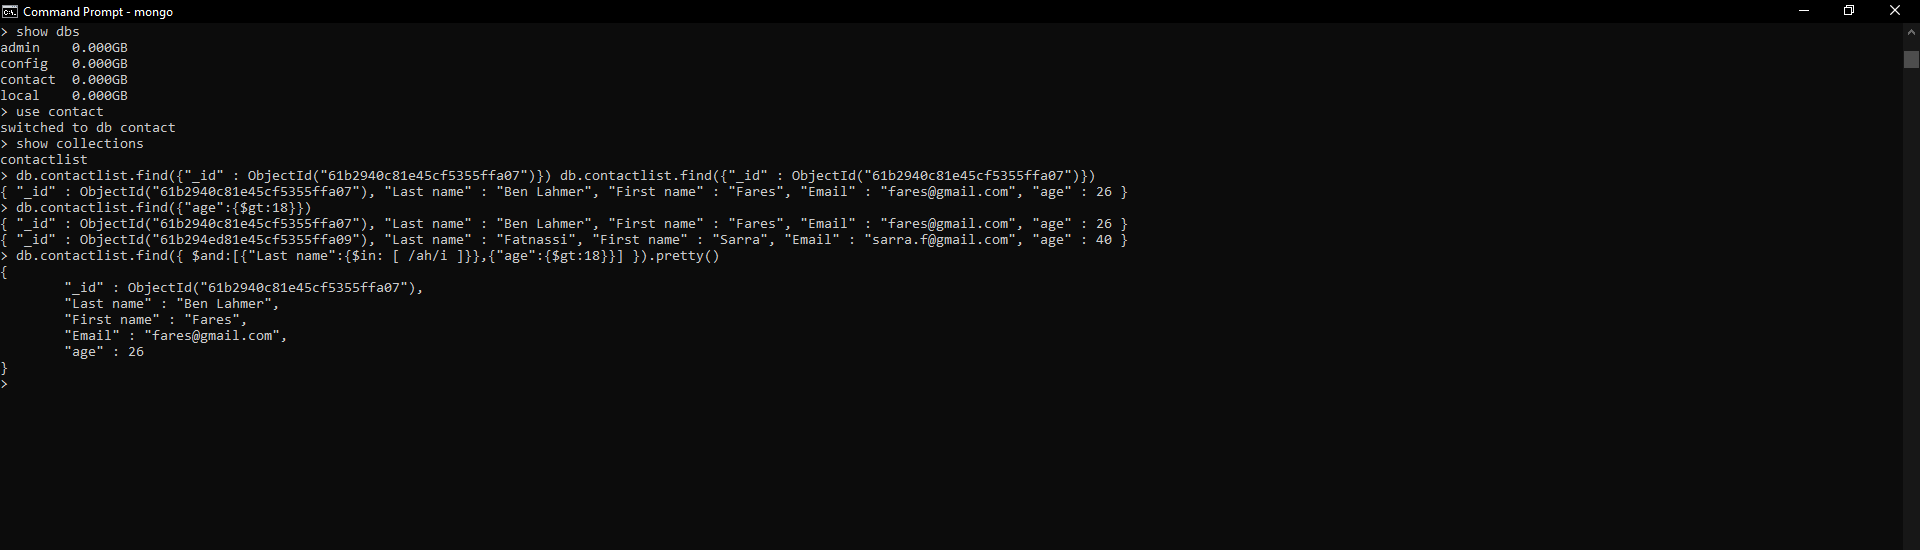 Command Prompt - mongo
> show dbs
admin    0.000GB
config   0.000GB
contact  0.000GB
local    0.000GB
> use contact
switched to db contact
> show collections
contactlist
> db.contactlist.find({"_id" : ObjectId("61b2940c81e45cf5355ffa07")}) db.contactlist.find({"_id" : ObjectId("61b2940c81e45cf5355ffa07")})
{ "_id" : ObjectId("61b2940c81e45cf5355ffa07"), "Last name" : "Ben Lahmer", "First name" : "Fares", "Email" : "fares@gmail.com", "age" : 26 }
> db.contactlist.find({"age":{$gt:18}})
{ "_id" : ObjectId("61b2940c81e45cf5355ffa07"), "Last name" : "Ben Lahmer", "First name" : "Fares", "Email" : "fares@gmail.com", "age" : 26 }
{ "_id" : ObjectId("61b294ed81e45cf5355ffa09"), "Last name" : "Fatnassi", "First name" : "Sarra", "Email" : "sarra.f@gmail.com", "age" : 40 }
> db.contactlist.find({ $and:[{"Last name":{$in: [ /ah/i ]}},{"age":{$gt:18}}] }).pretty()
{
        "_id" : ObjectId("61b2940c81e45cf5355ffa07"),
        "Last name" : "Ben Lahmer",
        "First name" : "Fares",
        "Email" : "fares@gmail.com",
        "age" : 26
}
>